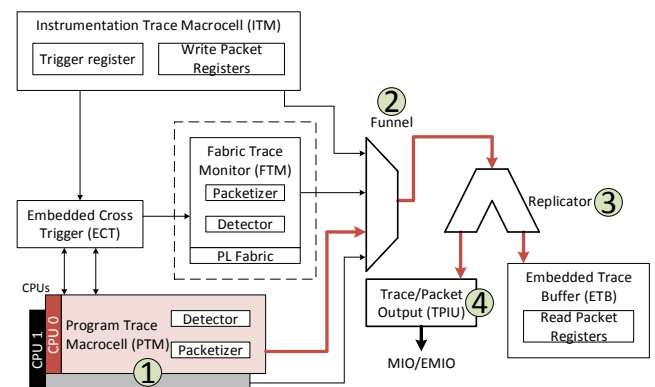 Instrumentation Trace Macrocell (ITM)
Trigger register
Write Packet
Registers
2
Funnel
Fabric Trace
Monitor (FTM)
Packetizer
Detector
PL Fabric
Embedded Cross
Trigger (ECT)
Replicator
3
CPUs
CPU 1
CPU 0
Program Trace
Macrocell (PTM)
Detector
Packetizer
1
Trace/Packet
Output (TPIU)
4
MIO/EMIO
Embedded Trace
Buffer (ETB)
Read Packet
Registers